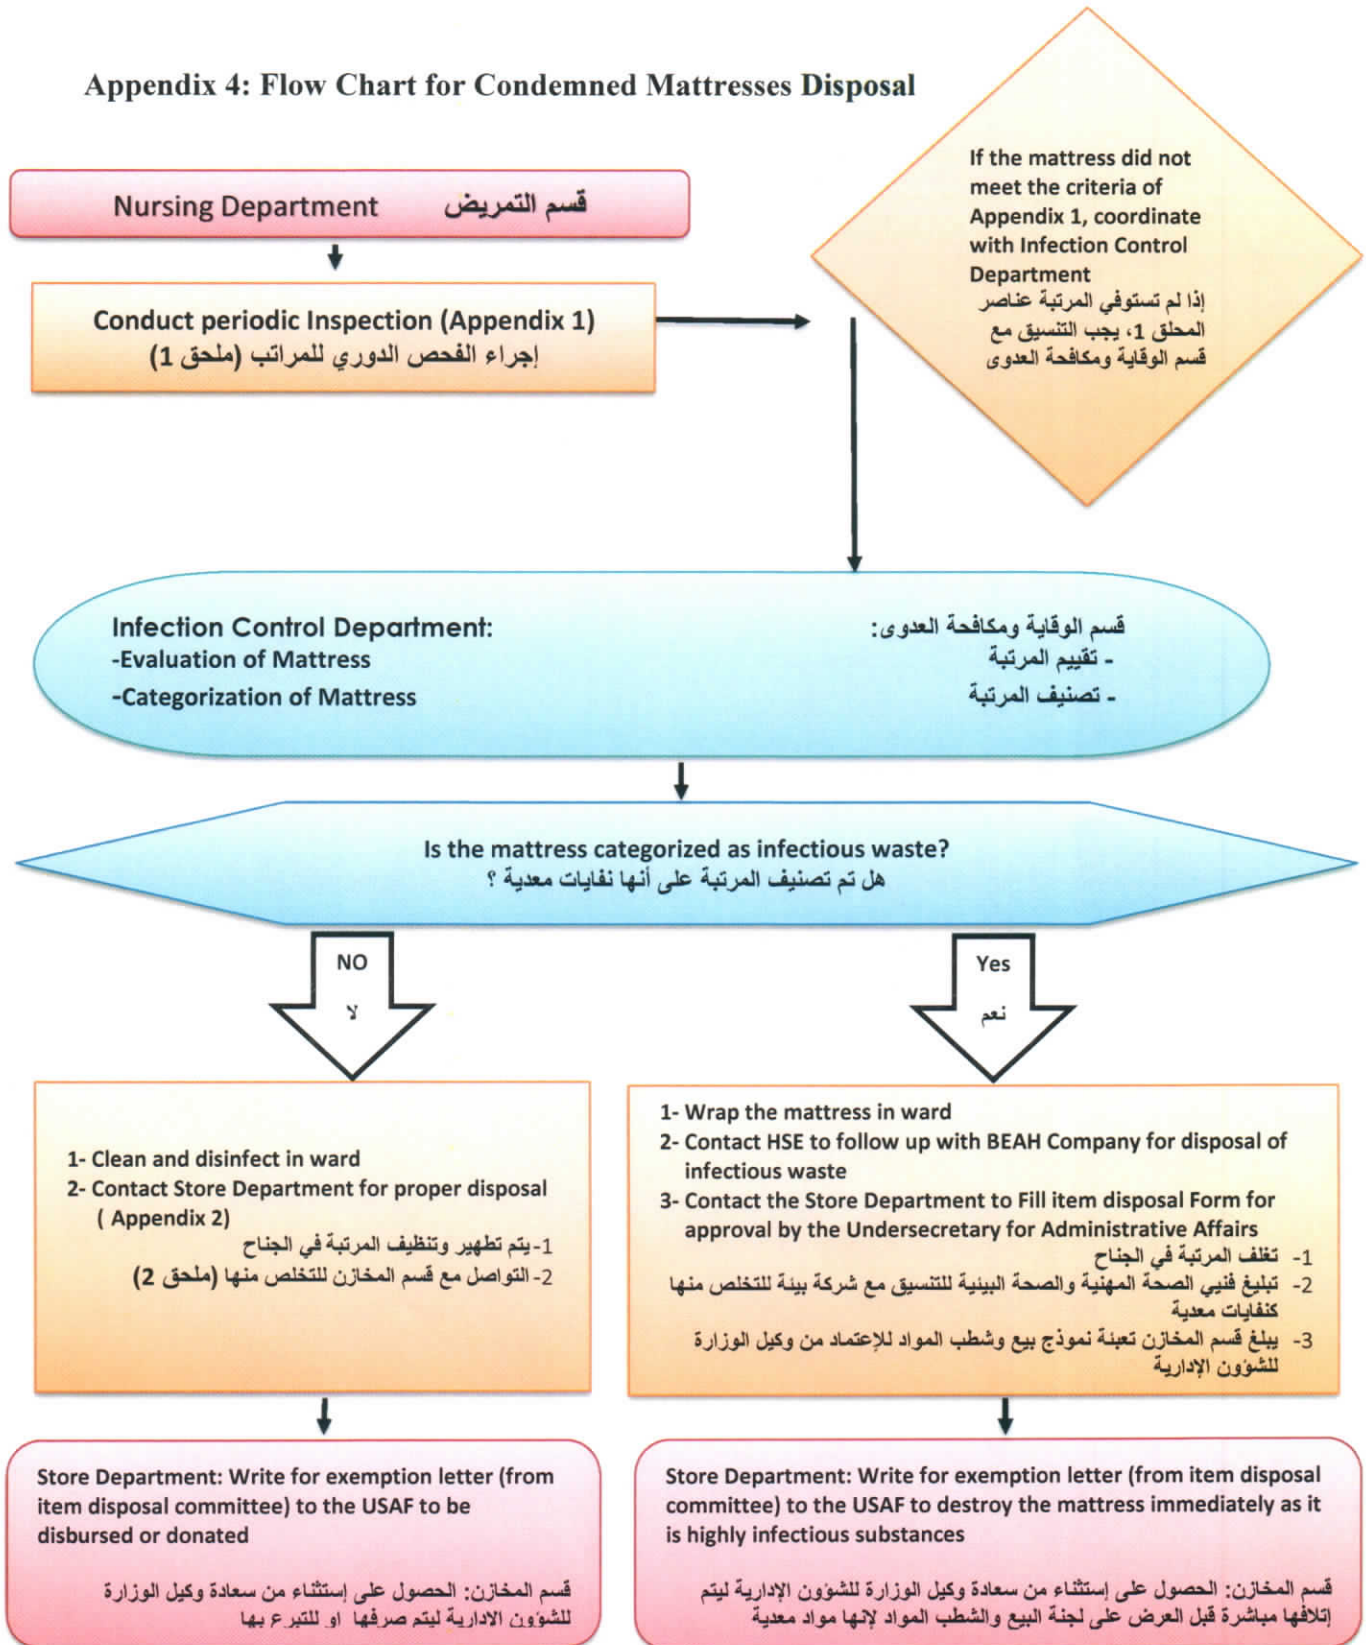 Appendix 4: Flow Chart for Condemned Mattresses Disposal
Nursing Department قسم التمريض
Conduct periodic Inspection (Appendix 1)
إجراء الفحص الدوري للمراتب (ملحق 1)
If the mattress did not
meet the criteria of
Appendix 1, coordinate
with Infection Control
Department
إذا لم تستوفي المرتبة عناصر
المحلق 1، يجب التنسيق مع
قسم الوقاية ومكافحة العدوى
Infection Control Department:
-Evaluation of Mattress
-Categorization of Mattress
قسم الوقاية ومكافحة العدوى:
- تقييم المرتبة
- تصنيف المرتبة
Is the mattress categorized as infectious waste?
هل تم تصنيف المرتبة على أنها نفايات معدية ؟
NO
لا
Yes
نعم
1- Clean and disinfect in ward
2- Contact Store Department for proper disposal
( Appendix 2)
1- يتم تطهير وتنظيف المرتبة في الجناح
2- التواصل مع قسم المخازن للتخلص منها (ملحق 2)
1- Wrap the mattress in ward
2- Contact HSE to follow up with BEAH Company for disposal of
infectious waste
3- Contact the Store Department to Fill item disposal Form for
approval by the Undersecretary for Administrative Affairs
1- تغلف المرتبة في الجناح
2- تبليغ فنيي الصحة المهنية والصحة البيئية للتنسيق مع شركة بيئة للتخلص منها
كنفايات معدية
3- يبلغ قسم المخازن تعبئة نموذج بيع وشطب المواد للإعتماد من وكيل الوزارة
للشؤون الإدارية
Store Department: Write for exemption letter (from
item disposal committee) to the USAF to be
disbursed or donated
قسم المخازن: الحصول على إستثناء من سعادة وكيل الوزارة
للشؤون الادارية ليتم صرفها او للتبرع بها
Store Department: Write for exemption letter (from item disposal
committee) to the USAF to destroy the mattress immediately as it
is highly infectious substances
قسم المخازن: الحصول على إستثناء من سعادة وكيل الوزارة للشؤون الإدارية ليتم
إتلافها مباشرة قبل العرض على لجنة البيع والشطب المواد لإنها مواد معدية